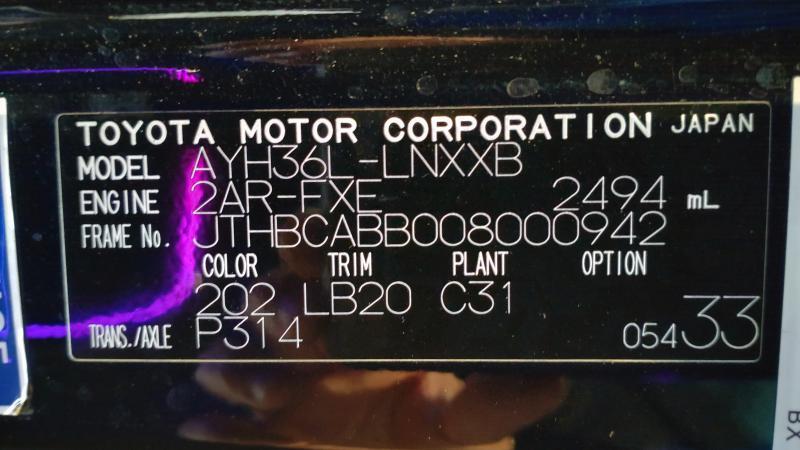 TOYOTA MOTOR CORPORATION JAPAN
MODEL AYH36L-LNXXB
ENGINE 2AR-FXE 2494 mL
FRAME No. JTHBCABB008000942
COLOR TRIM PLANT OPTION
202 LB20 C31
TRANS./AXLE P314 05433
BX